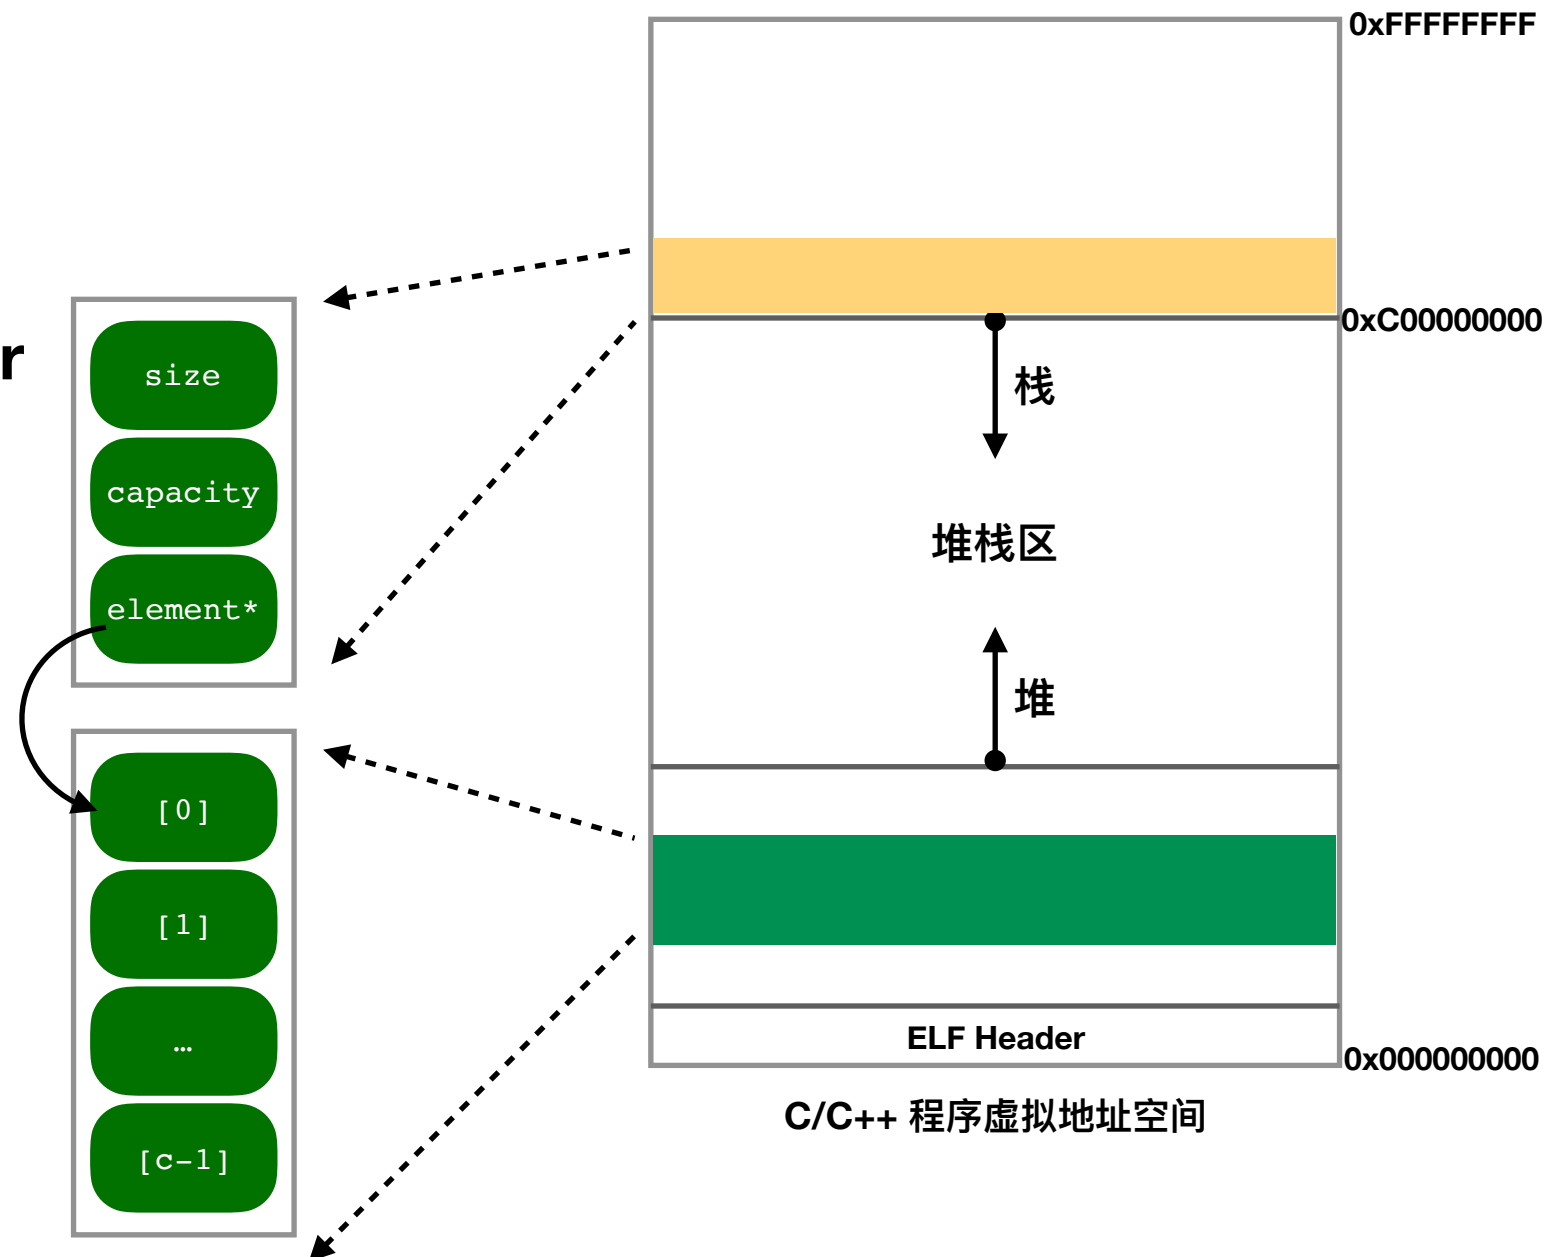 0xFFFFFFFF
r
size
capacity
element*
0xC00000000
栈
堆栈区
堆
[0]
[1]
…
[c-1]
ELF Header
0x000000000
C/C++ 程序虚拟地址空间